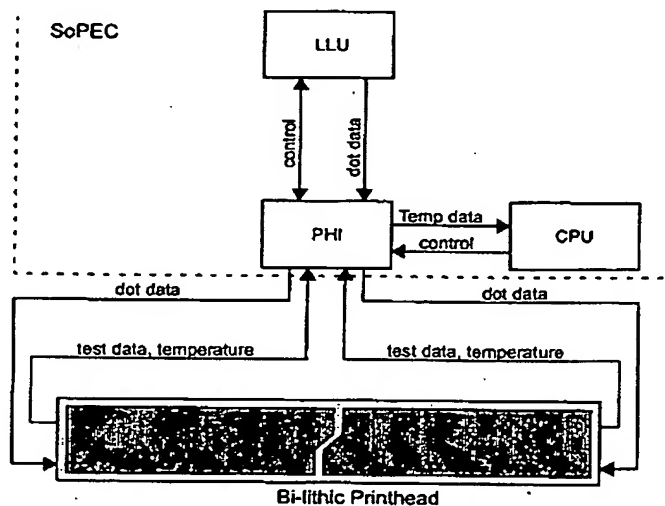 SoPEC
LLU
control
dot data
PHI
Temp data
control
CPU
dot data
dot data
test data, temperature
test data, temperature
Bi-lithic Printhead